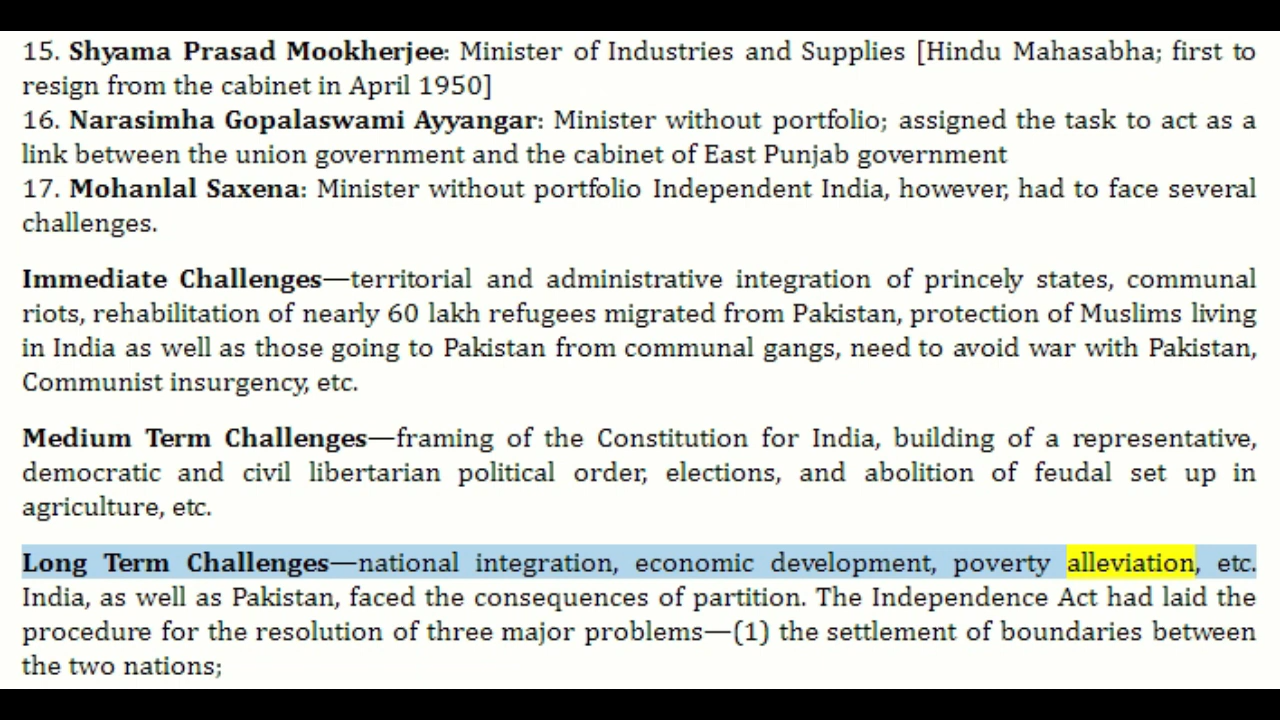 15. Shyama Prasad Mookherjee: Minister of Industries and Supplies [Hindu Mahasabha; first to
resign from the cabinet in April 1950]
16. Narasimha Gopalaswami Ayyangar: Minister without portfolio; assigned the task to act as a
link between the union government and the cabinet of East Punjab government
17. Mohanlal Saxena: Minister without portfolio Independent India, however, had to face several
challenges.
Immediate Challenges—territorial and administrative integration of princely states, communal
riots, rehabilitation of nearly 60 lakh refugees migrated from Pakistan, protection of Muslims living
in India as well as those going to Pakistan from communal gangs, need to avoid war with Pakistan,
Communist insurgency, etc.
Medium Term Challenges—framing of the Constitution for India, building of a representative,
democratic and civil libertarian political order, elections, and abolition of feudal set up in
agriculture, etc.
Long Term Challenges—national integration, economic development, poverty alleviation, etc.
India, as well as Pakistan, faced the consequences of partition. The Independence Act had laid the
procedure for the resolution of three major problems—(1) the settlement of boundaries between
the two nations;